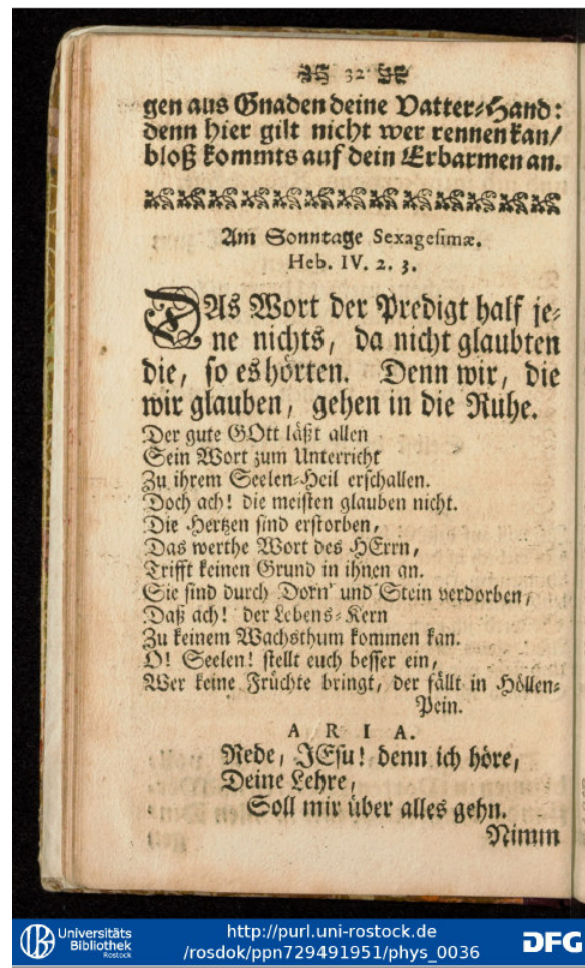 32
gen aus Gnaden deine Vatter-Hand:
denn hier gilt nicht wer rennen kan/
bloß kommts auf dein Erbarmen an.
Am Sonntage Sexagesimæ.
Heb. IV. 2. 3.
DAs Wort der Predigt half je-
ne nichts, da nicht glaubten
die, so es hörten. Denn wir, die
wir glauben, gehen in die Ruhe.
Der gute GOtt läßt allen
Sein Wort zum Unterricht
Zu ihrem Seelen-Heil erschallen.
Doch ach! die meisten glauben nicht.
Die Hertzen sind erstorben,
Das werthe Wort des HErrn,
Trifft keinen Grund in ihnen an.
Sie sind durch Dorn' und Stein verdorben,
Daß ach! der Lebens-Kern
Zu keinem Wachsthum kommen kan.
O! Seelen! stellt euch besser ein,
Wer keine Früchte bringt, der fällt in Höllen-
Pein.
ARIA.
Rede, JEsu! denn ich höre,
Deine Lehre,
Soll mir über alles gehn.
Nimm
Universitäts
Bibliothek
Rostock
http://purl.uni-rostock.de
/rosdok/ppn729491951/phys_0036
DFG